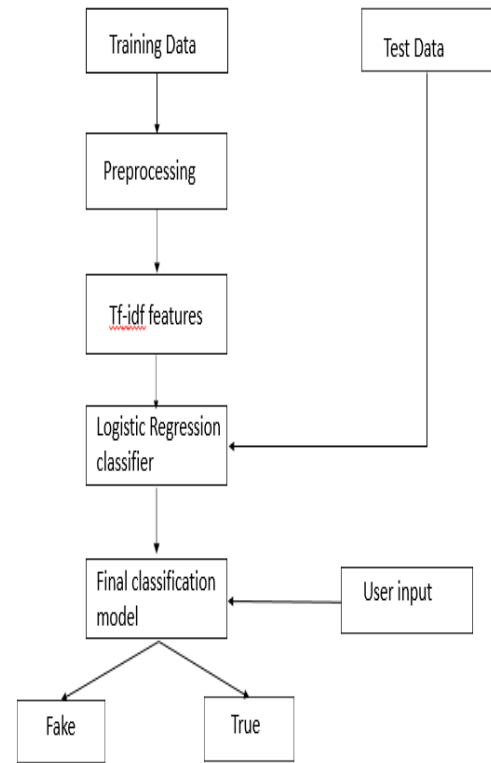 Training Data
Test Data
Preprocessing
Tf-idf features
Logistic Regression
classifier
Final classification
model
User input
Fake
True